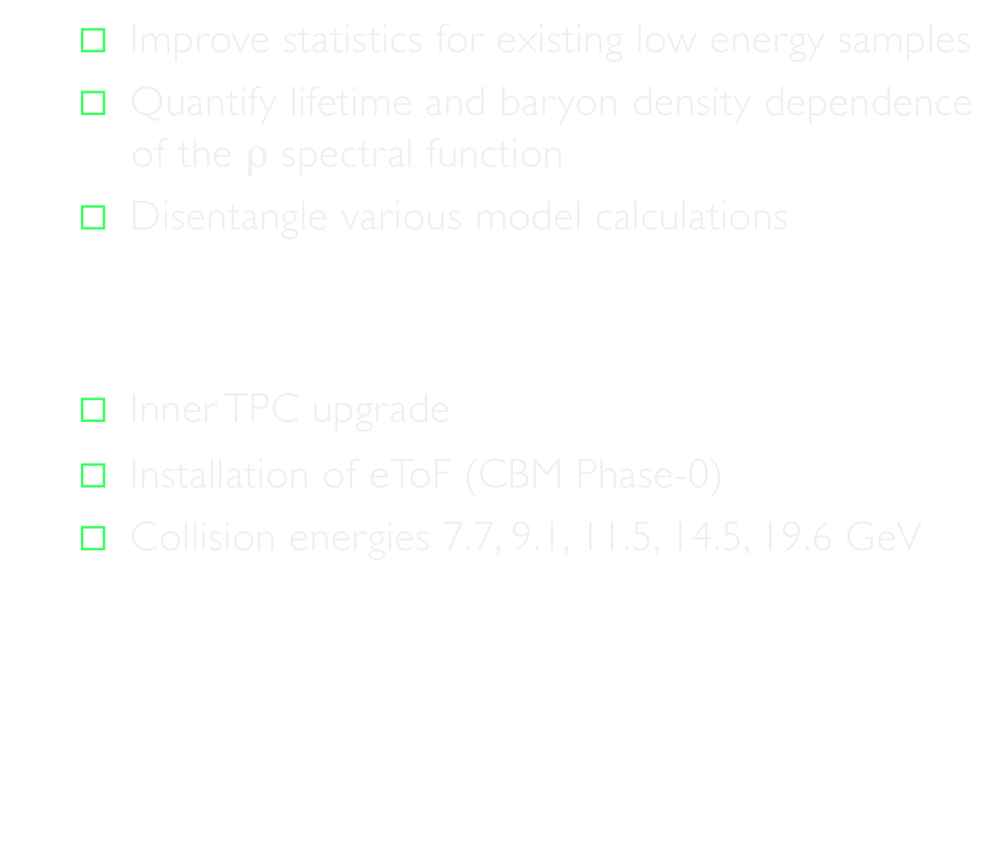 Improve statistics for existing low energy samples
Quantify lifetime and baryon density dependence
of the ρ spectral function
Disentangle various model calculations
Inner TPC upgrade
Installation of eToF (CBM Phase-0)
Collision energies 7.7, 9.1, 11.5, 14.5, 19.6 GeV